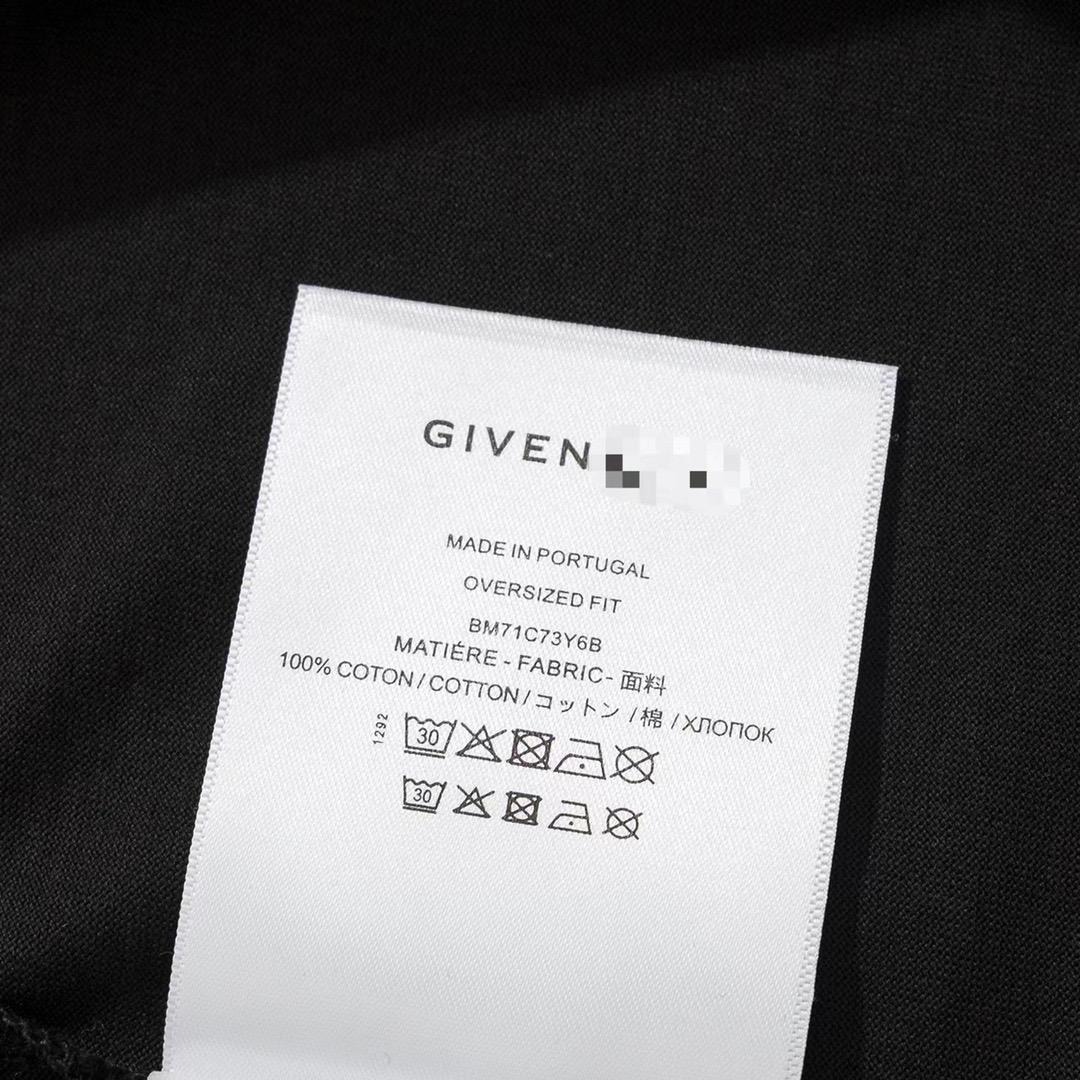 GIVEN
MADE IN PORTUGAL
OVERSIZED FIT
BM71C73Y6B
MATIÉRE - FABRIC- 面料
100% COTON / COTTON / コットン / 棉 / ХЛОПОК
1292
30
30